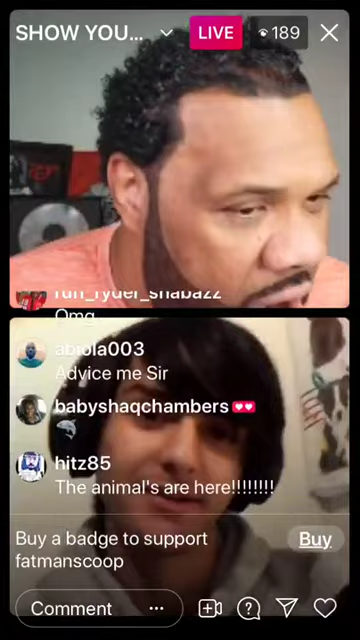 SHOW YOU...
LIVE
189
run_ryder_shabazz
Omg
abiola003
Advice me Sir
babyshaqchambers
hitz85
The animal's are here!!!!!!!!
Buy a badge to support
fatmanscoop
Buy
Comment